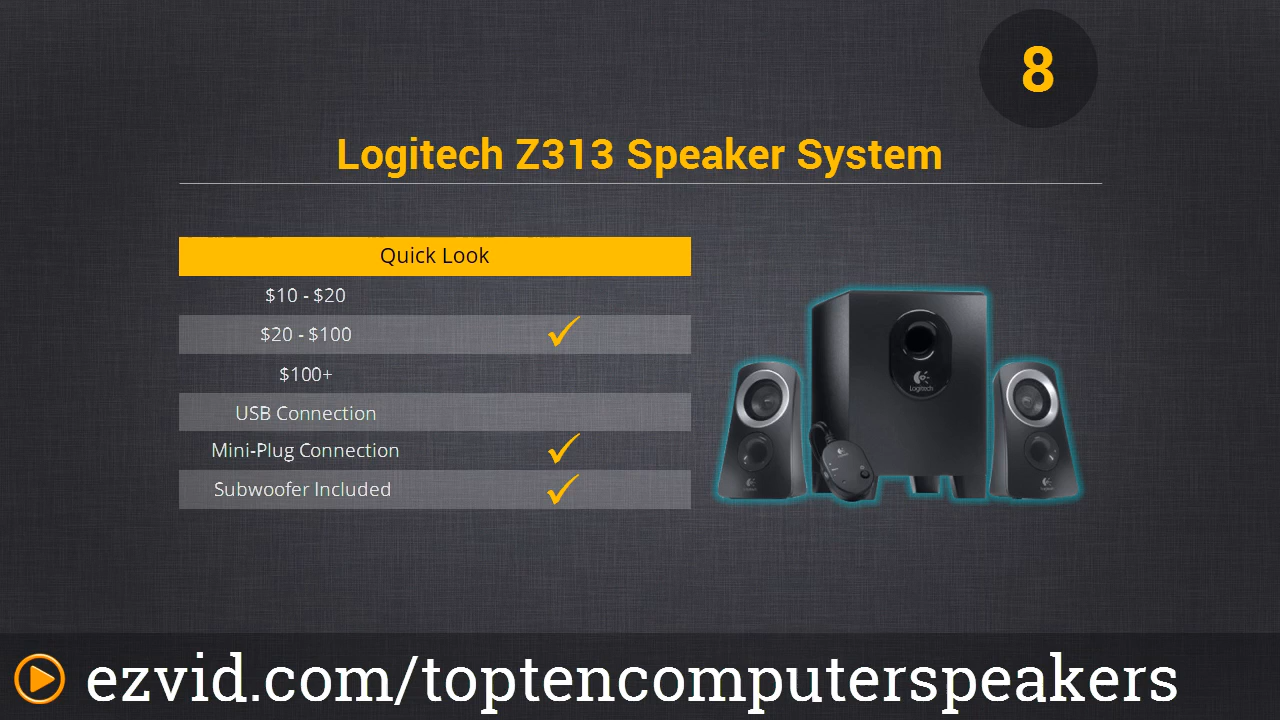 8
Logitech Z313 Speaker System
Quick Look
$10 - $20
$20 - $100
$100+
USB Connection
Mini-Plug Connection
Subwoofer Included
Logitech
ezvid.com/toptencomputerspeakers